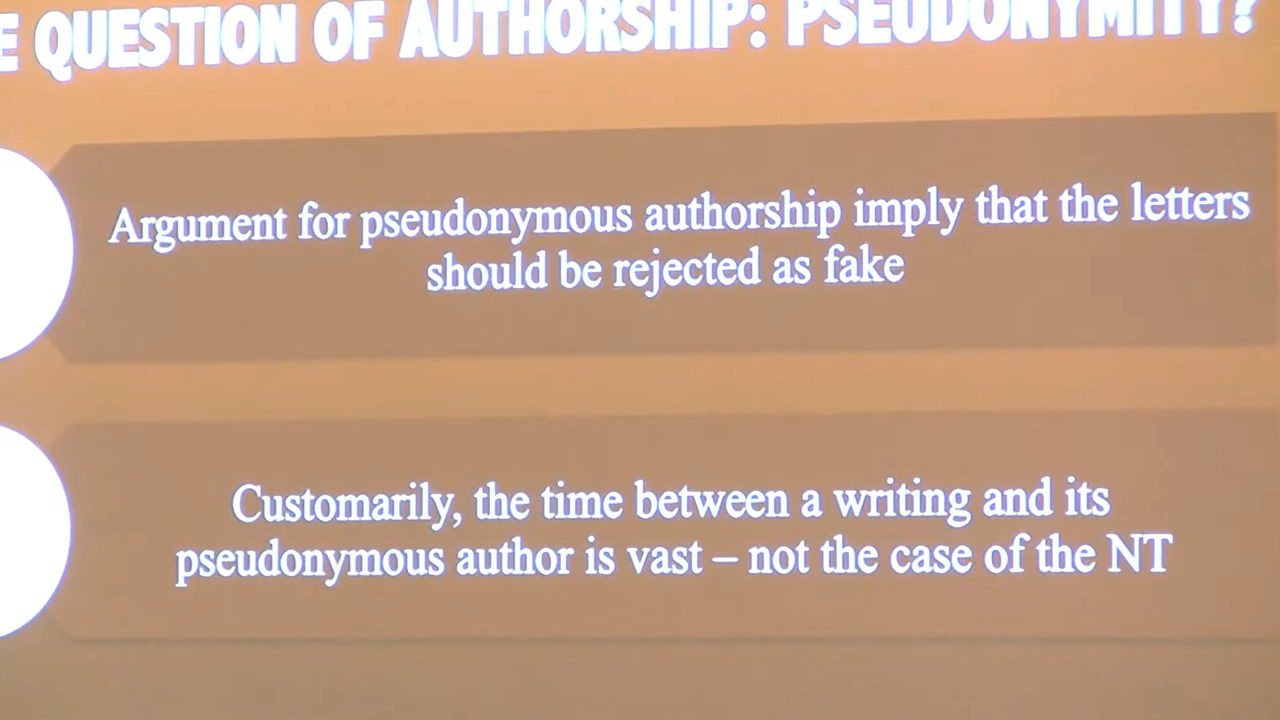 QUESTION OF AUTHORSHIP: PSEUDONYMITY?
Argument for pseudonymous authorship imply that the letters
should be rejected as fake
Customarily, the time between a writing and its
pseudonymous author is vast – not the case of the NT